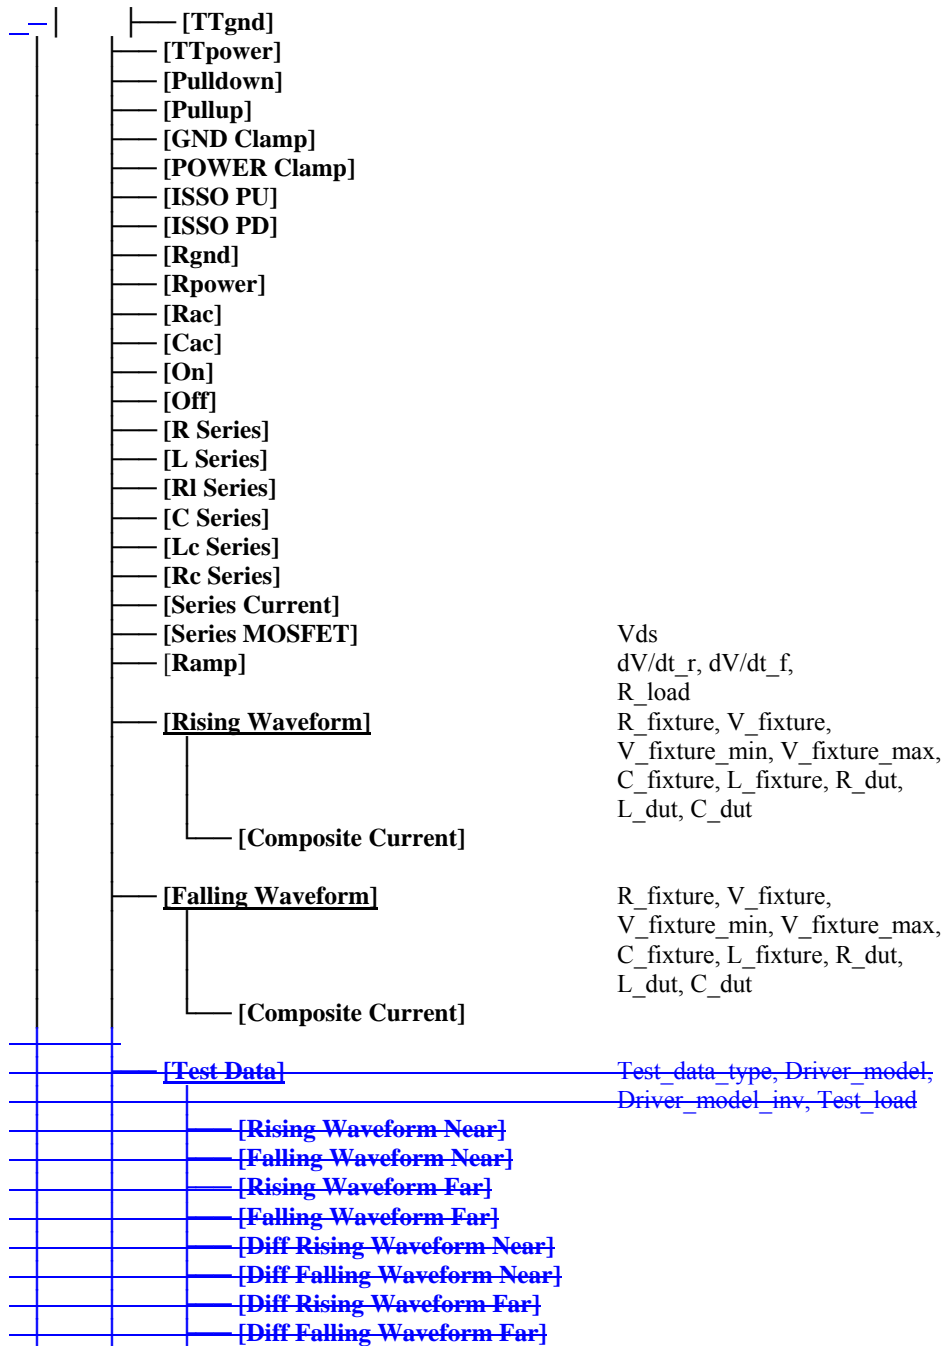 [TTgnd]
[TTpower]
[Pulldown]
[Pullup]
[GND Clamp]
[POWER Clamp]
[ISSO PU]
[ISSO PD]
[Rgnd]
[Rpower]
[Rac]
[Cac]
[On]
[Off]
[R Series]
[L Series]
[Rl Series]
[C Series]
[Lc Series]
[Rc Series]
[Series Current]
[Series MOSFET] Vds
[Ramp] dV/dt_r, dV/dt_f,
R_load
[Rising Waveform] R_fixture, V_fixture,
V_fixture_min, V_fixture_max,
C_fixture, L_fixture, R_dut,
L_dut, C_dut
[Composite Current]
[Falling Waveform] R_fixture, V_fixture,
V_fixture_min, V_fixture_max,
C_fixture, L_fixture, R_dut,
L_dut, C_dut
[Composite Current]
[Test Data] Test_data_type, Driver_model,
Driver_model_inv, Test_load
[Rising Waveform Near]
[Falling Waveform Near]
[Rising Waveform Far]
[Falling Waveform Far]
[Diff Rising Waveform Near]
[Diff Falling Waveform Near]
[Diff Rising Waveform Far]
[Diff Falling Waveform Far]